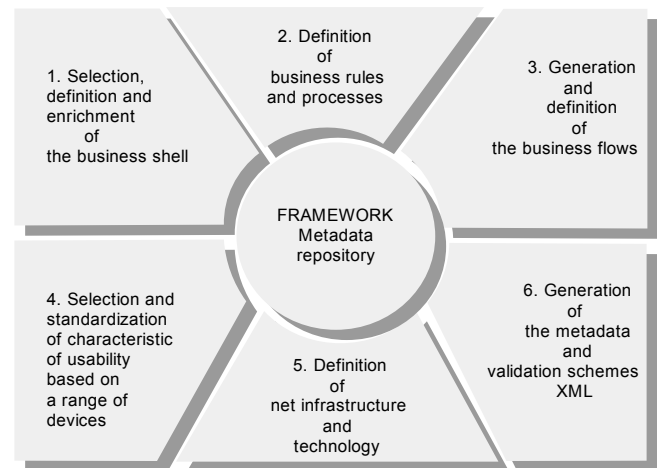 1. Selection,
definition and
enrichment
of
the business shell
2. Definition
of
business rules
and processes
3. Generation
and
definition
of
the business flows
FRAMEWORK
Metadata
repository
4. Selection and
standardization
of characteristic
of usability
based on
a range of
devices
5. Definition
of
net infrastructure
and
technology
6. Generation
of
the metadata
and
validation schemes
XML